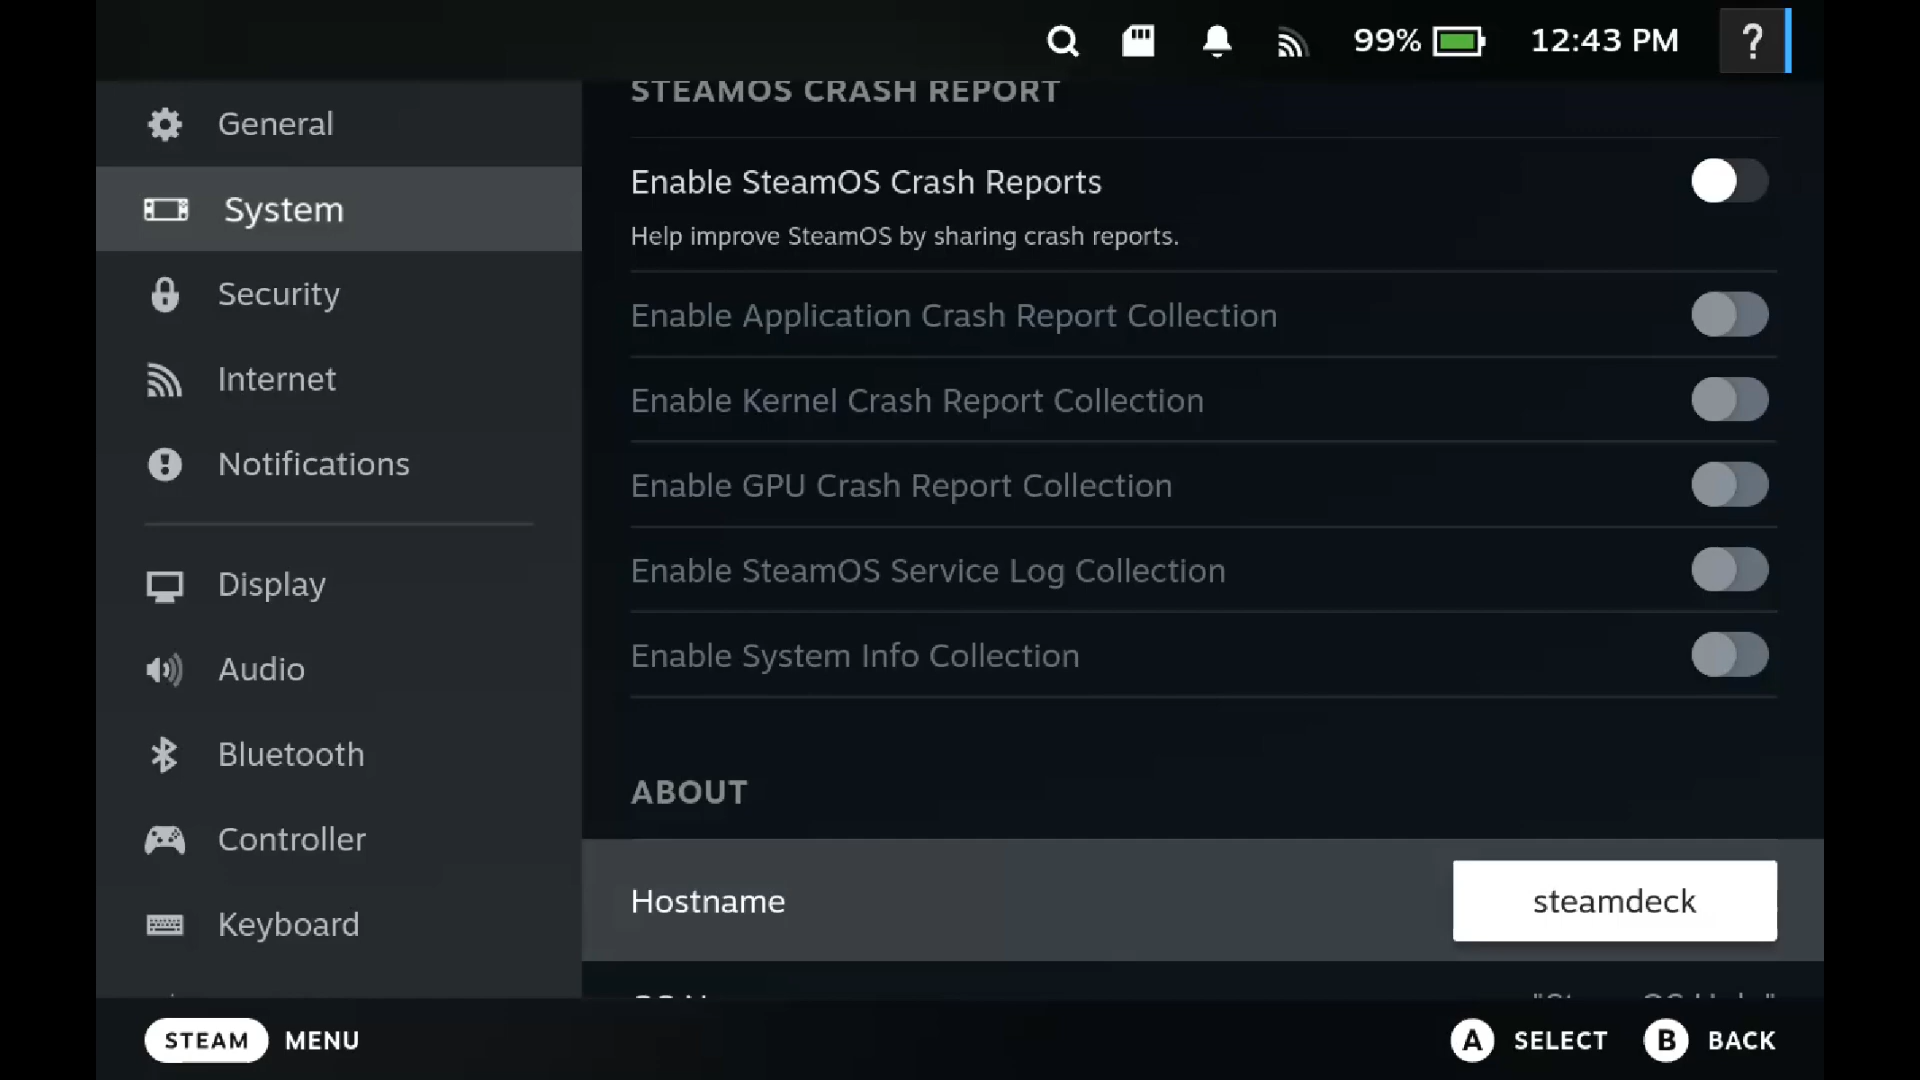 99% 12:43 PM ?
STEAMOS CRASH REPORT
General
System
Security
Internet
Notifications
Display
Audio
Bluetooth
Controller
Keyboard
Enable SteamOS Crash Reports
Help improve SteamOS by sharing crash reports.
Enable Application Crash Report Collection
Enable Kernel Crash Report Collection
Enable GPU Crash Report Collection
Enable SteamOS Service Log Collection
Enable System Info Collection
ABOUT
Hostname steamdeck
STEAM MENU
A SELECT B BACK